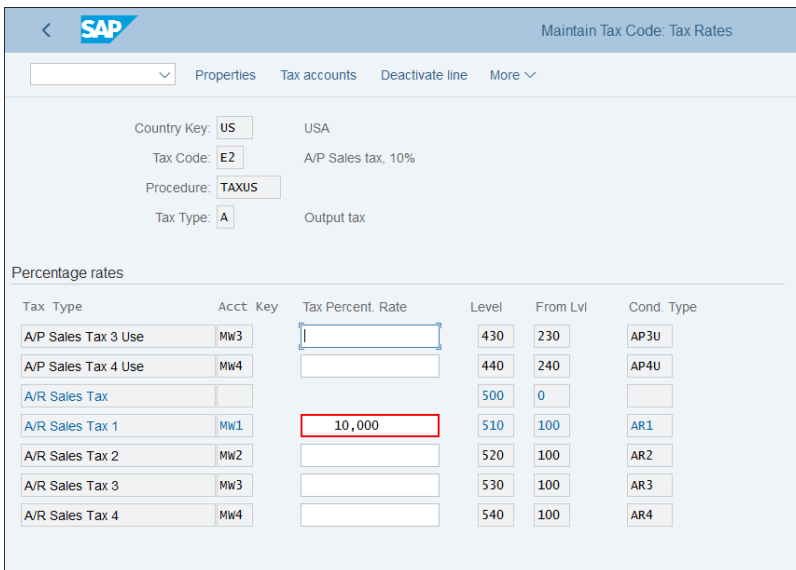 SAP Maintain Tax Code: Tax Rates
Properties Tax accounts Deactivate line More
Country Key: US USA
Tax Code: E2 A/P Sales tax, 10%
Procedure: TAXUS
Tax Type: A Output tax
Percentage rates
Tax Type Acct Key Tax Percent. Rate Level From Lvl Cond. Type
A/P Sales Tax 3 Use MW3 430 230 AP3U
A/P Sales Tax 4 Use MW4 440 240 AP4U
A/R Sales Tax 500 0
A/R Sales Tax 1 MW1 10,000 510 100 AR1
A/R Sales Tax 2 MW2 520 100 AR2
A/R Sales Tax 3 MW3 530 100 AR3
A/R Sales Tax 4 MW4 540 100 AR4